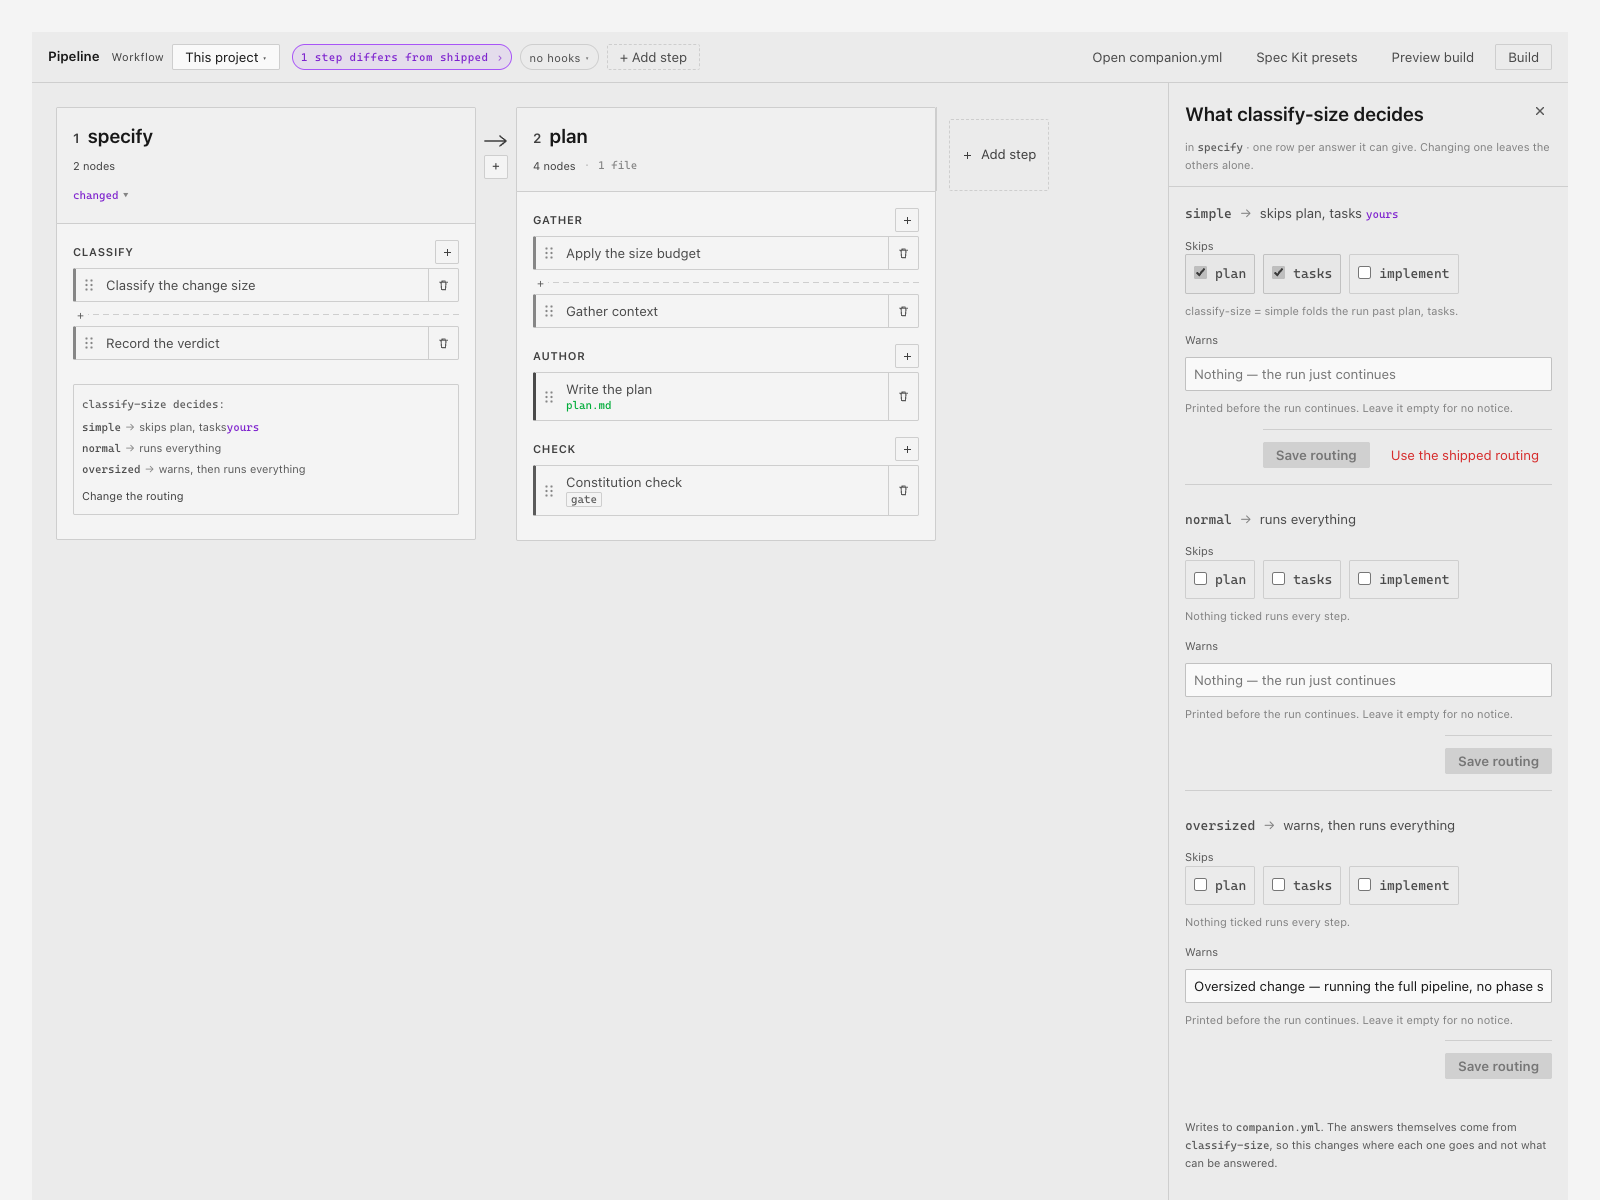 Pipeline Workflow This project 1 step differs from shipped › no hooks + Add step Open companion.yml Spec Kit presets Preview build Build
1 specify
2 nodes
changed
CLASSIFY
+
Classify the change size
+
Record the verdict
classify-size decides:
simple → skips plan, tasksyours
normal → runs everything
oversized → warns, then runs everything
Change the routing
→
+
2 plan
4 nodes · 1 file
GATHER
+
Apply the size budget
+
Gather context
AUTHOR
+
Write the plan
plan.md
CHECK
+
Constitution check
gate
+ Add step
What classify-size decides
×
in specify · one row per answer it can give. Changing one leaves the
others alone.
simple → skips plan, tasks yours
Skips
plan tasks implement
classify-size = simple folds the run past plan, tasks.
Warns
Nothing — the run just continues
Printed before the run continues. Leave it empty for no notice.
Save routing Use the shipped routing
normal → runs everything
Skips
plan tasks implement
Nothing ticked runs every step.
Warns
Nothing — the run just continues
Printed before the run continues. Leave it empty for no notice.
Save routing
oversized → warns, then runs everything
Skips
plan tasks implement
Nothing ticked runs every step.
Warns
Oversized change — running the full pipeline, no phase s
Printed before the run continues. Leave it empty for no notice.
Save routing
Writes to companion.yml. The answers themselves come from
classify-size, so this changes where each one goes and not what
can be answered.